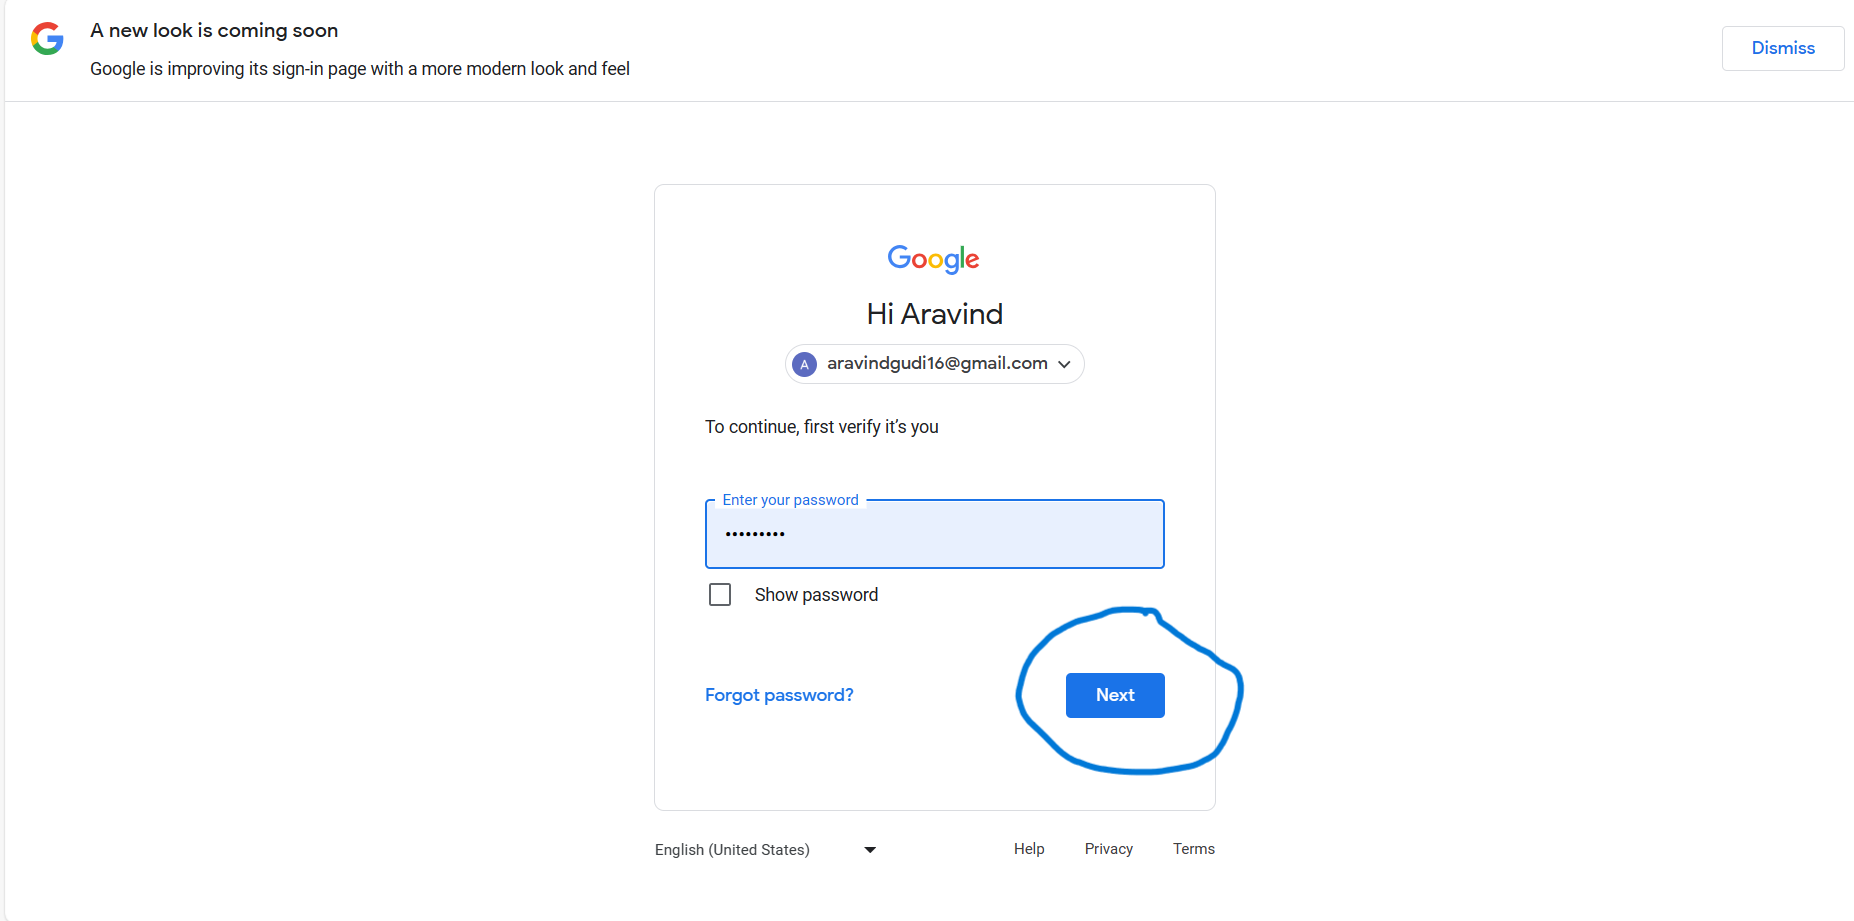 A new look is coming soon
Google is improving its sign-in page with a more modern look and feel
Dismiss
Google
Hi Aravind
A aravindgudi16@gmail.com
To continue, first verify it’s you
Enter your password
•••••••••
Show password
Forgot password?
Next
English (United States)
Help Privacy Terms